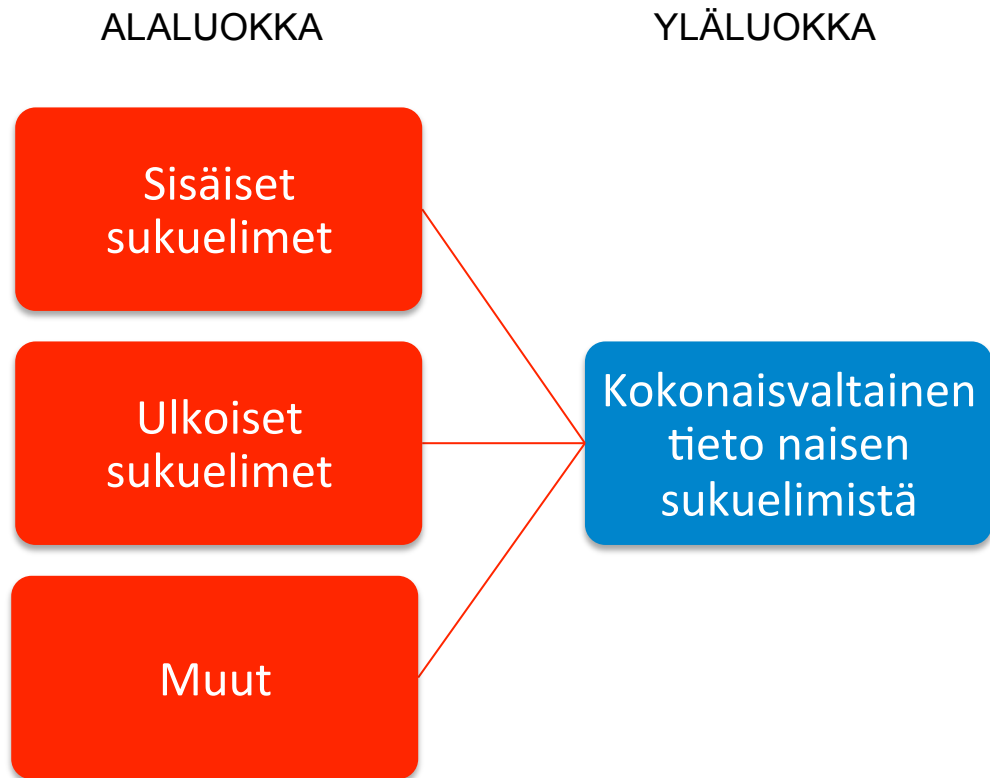 ALALUOKKA
YLÄLUOKKA
Sisäiset
sukuelimet
Ulkoiset
sukuelimet
Muut
Kokonaisvaltainen
tieto naisen
sukuelimistä